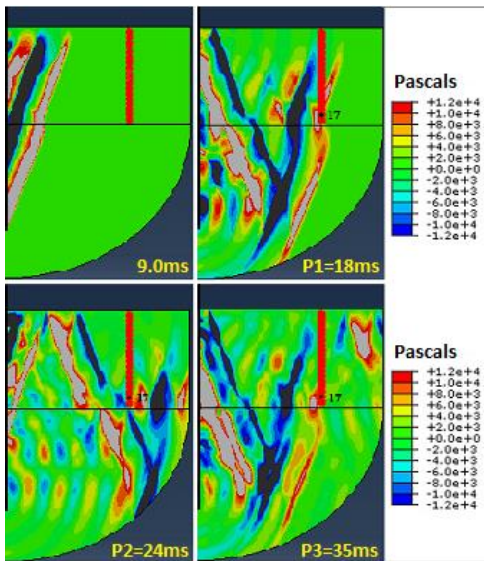 9.0ms
17
P1=18ms
Pascals
+1.2e+4
+1.0e+4
+8.0e+3
+6.0e+3
+4.0e+3
+2.0e+3
+0.0e+0
-2.0e+3
-4.0e+3
-6.0e+3
-8.0e+3
-1.0e+4
-1.2e+4
17
P2=24ms
17
P3=35ms
Pascals
+1.2e+4
+1.0e+4
+8.0e+3
+6.0e+3
+4.0e+3
+2.0e+3
+0.0e+0
-2.0e+3
-4.0e+3
-6.0e+3
-8.0e+3
-1.0e+4
-1.2e+4